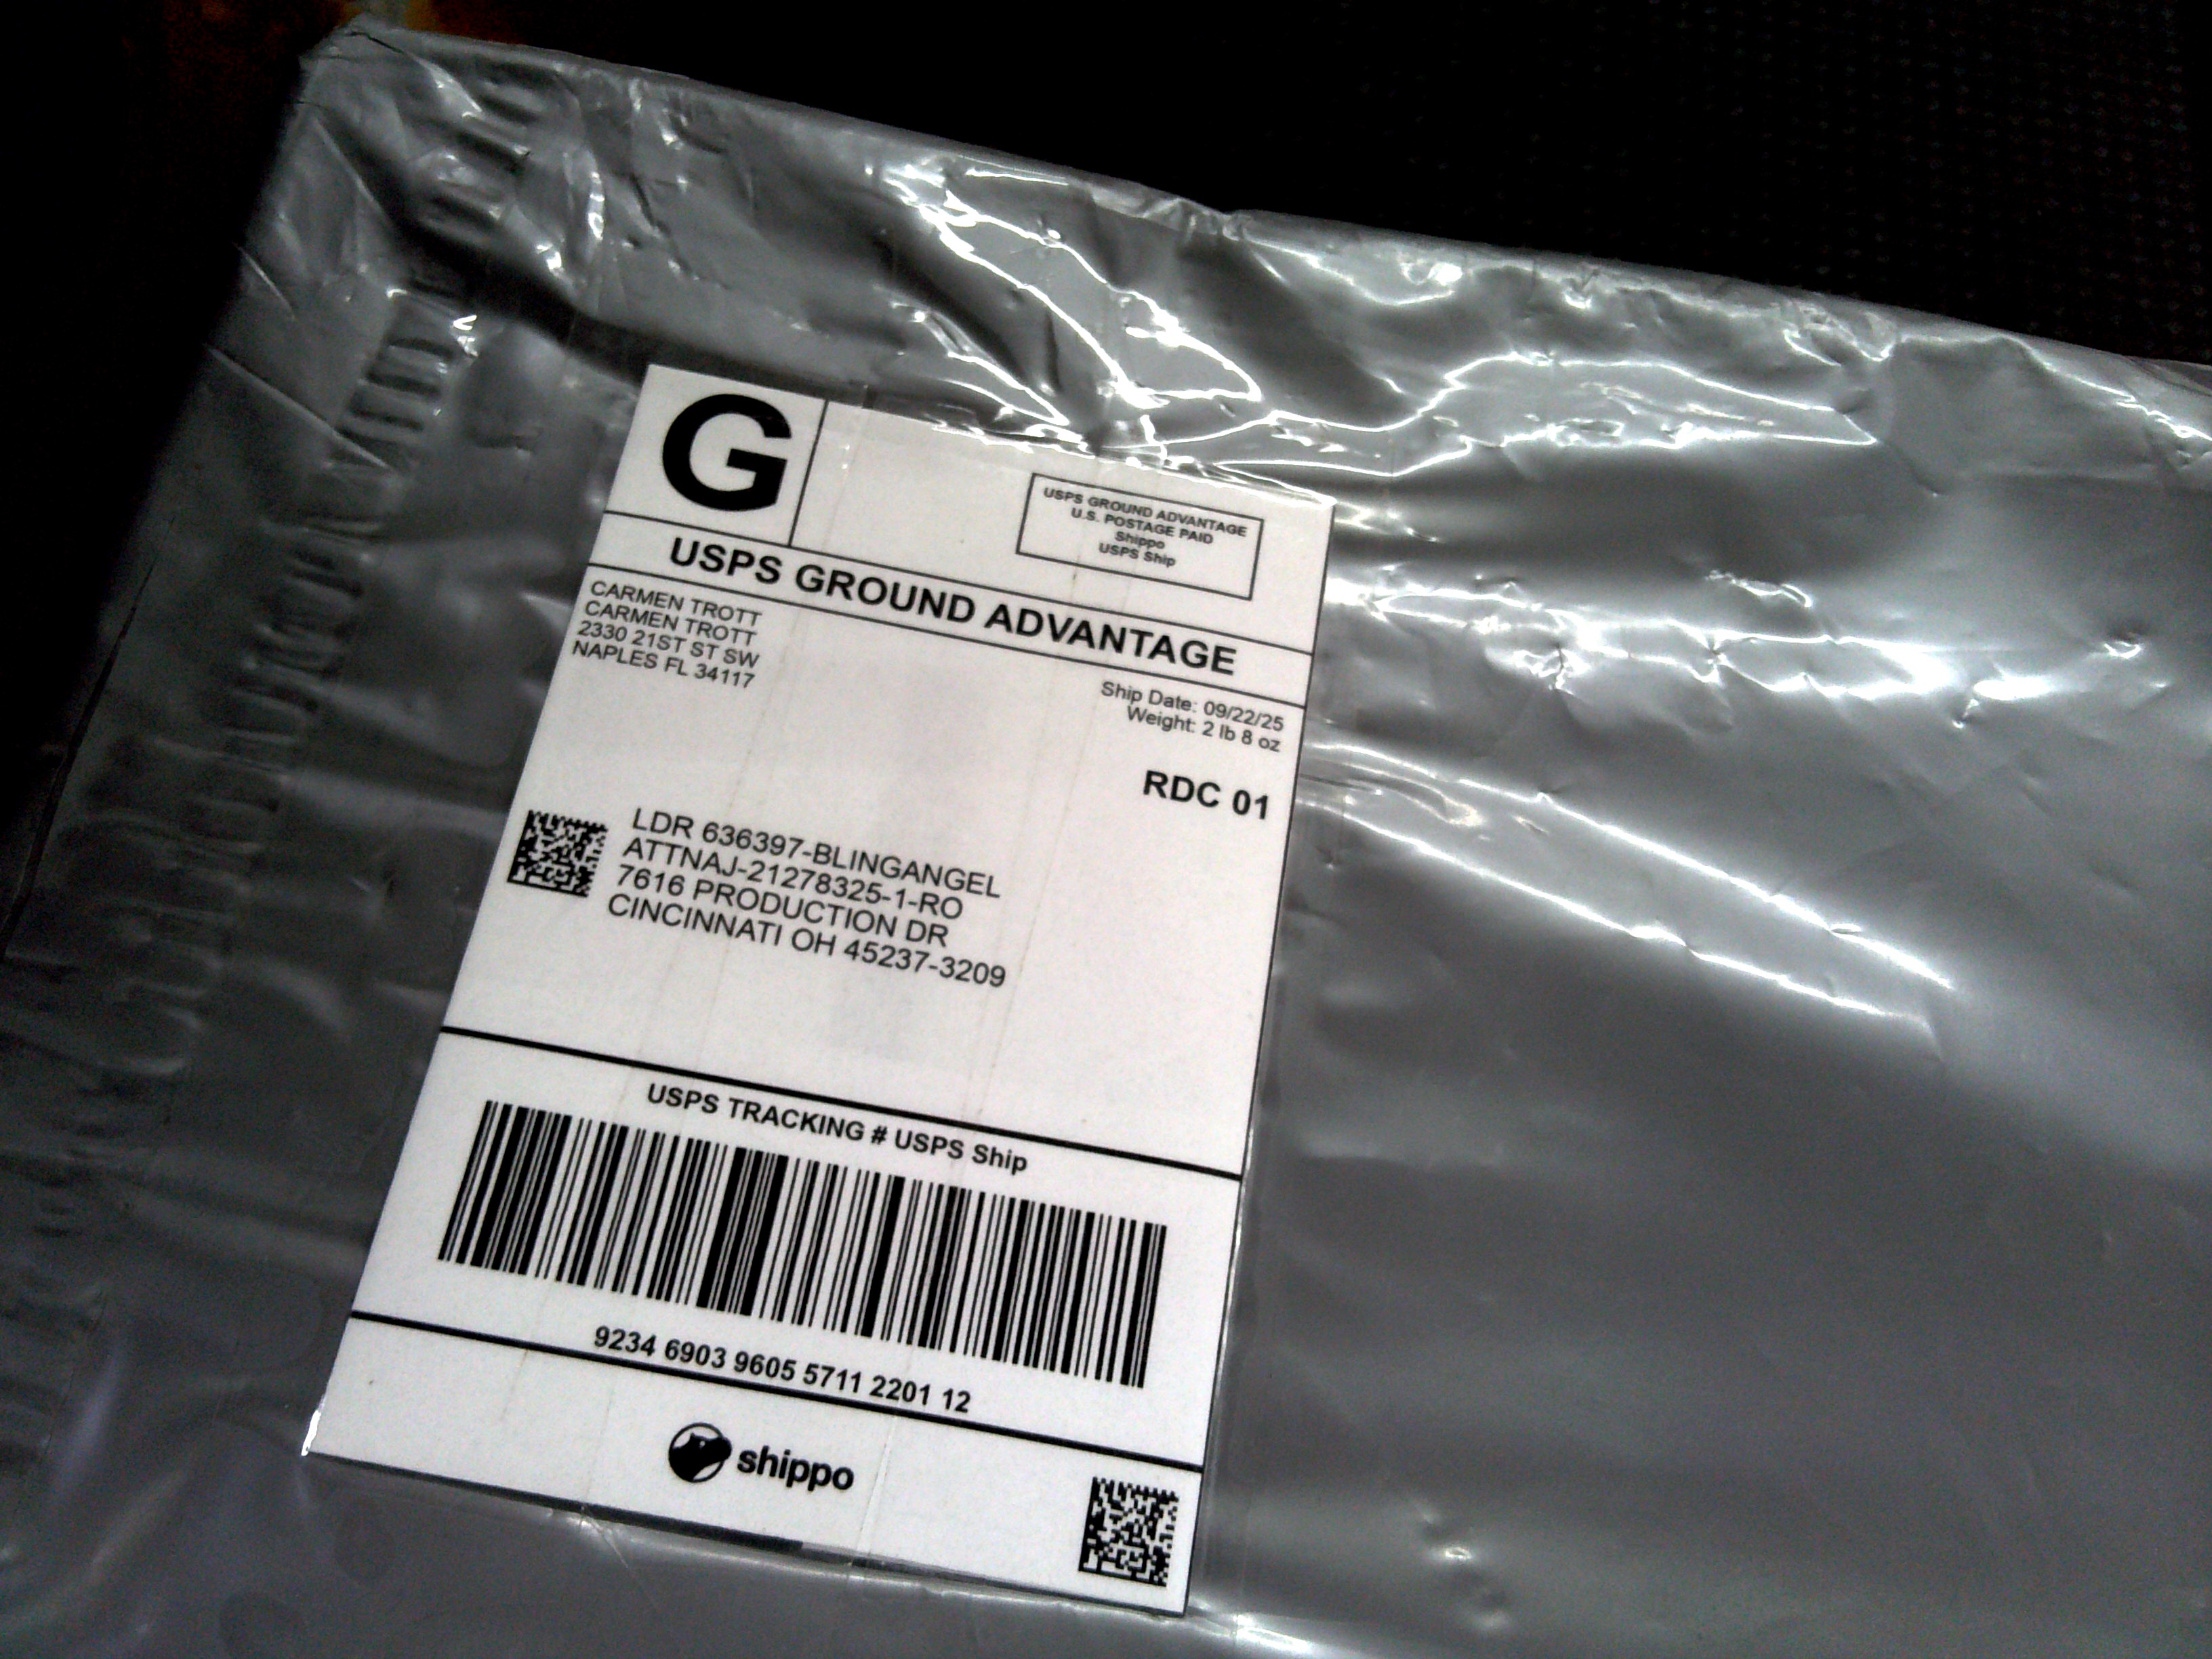 G
USPS GROUND ADVANTAGE
U.S. POSTAGE PAID
Shippo
USPS Ship
USPS GROUND ADVANTAGE
CARMEN TROTT
CARMEN TROTT
2330 21ST ST SW
NAPLES FL 34117
Ship Date: 09/22/25
Weight: 2 lb 8 oz
RDC 01
LDR 636397-BLINGANGEL
ATTNAJ-21278325-1-RO
7616 PRODUCTION DR
CINCINNATI OH 45237-3209
USPS TRACKING # USPS Ship
9234 6903 9605 5711 2201 12
shippo